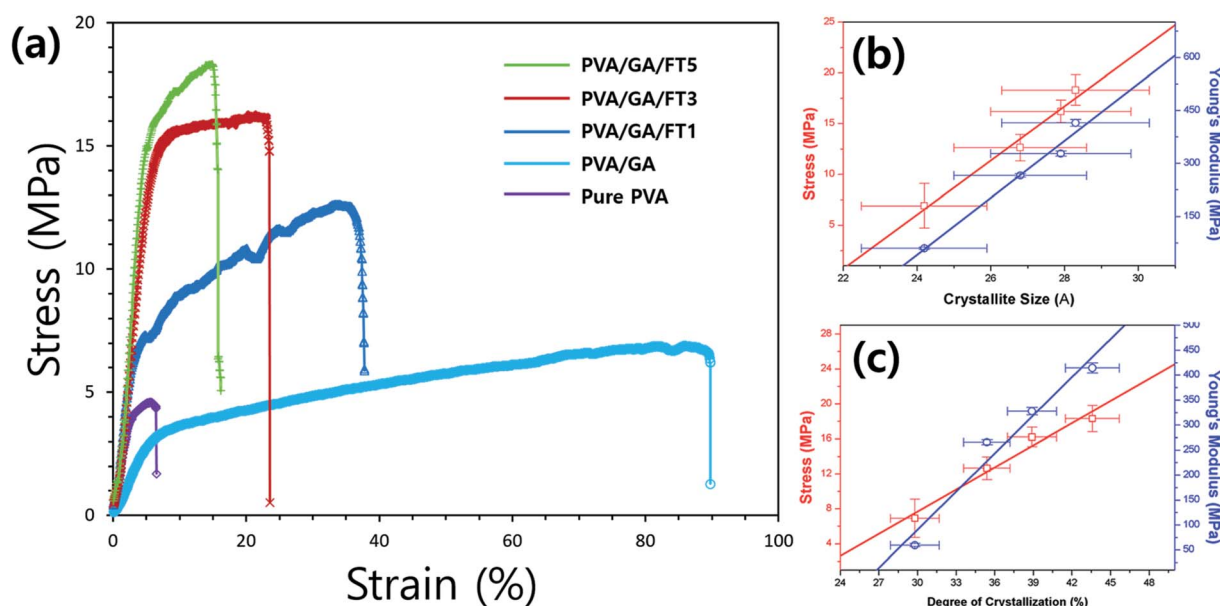 (a)
20
15
10
5
0
Stress (MPa)
0 20 40 60 80 100
Strain (%)
PVA/GA/FT5
PVA/GA/FT3
PVA/GA/FT1
PVA/GA
Pure PVA
(b)
25
20
15
10
5
Stress (MPa)
600
450
300
150
Young's Modulus (MPa)
22 24 26 28 30
Crystallite Size (A)
(c)
28
24
20
16
12
8
4
Stress (MPa)
500
450
400
350
300
250
200
150
100
50
Young's Modulus (MPa)
24 27 30 33 36 39 42 45 48
Degree of Crystallization (%)